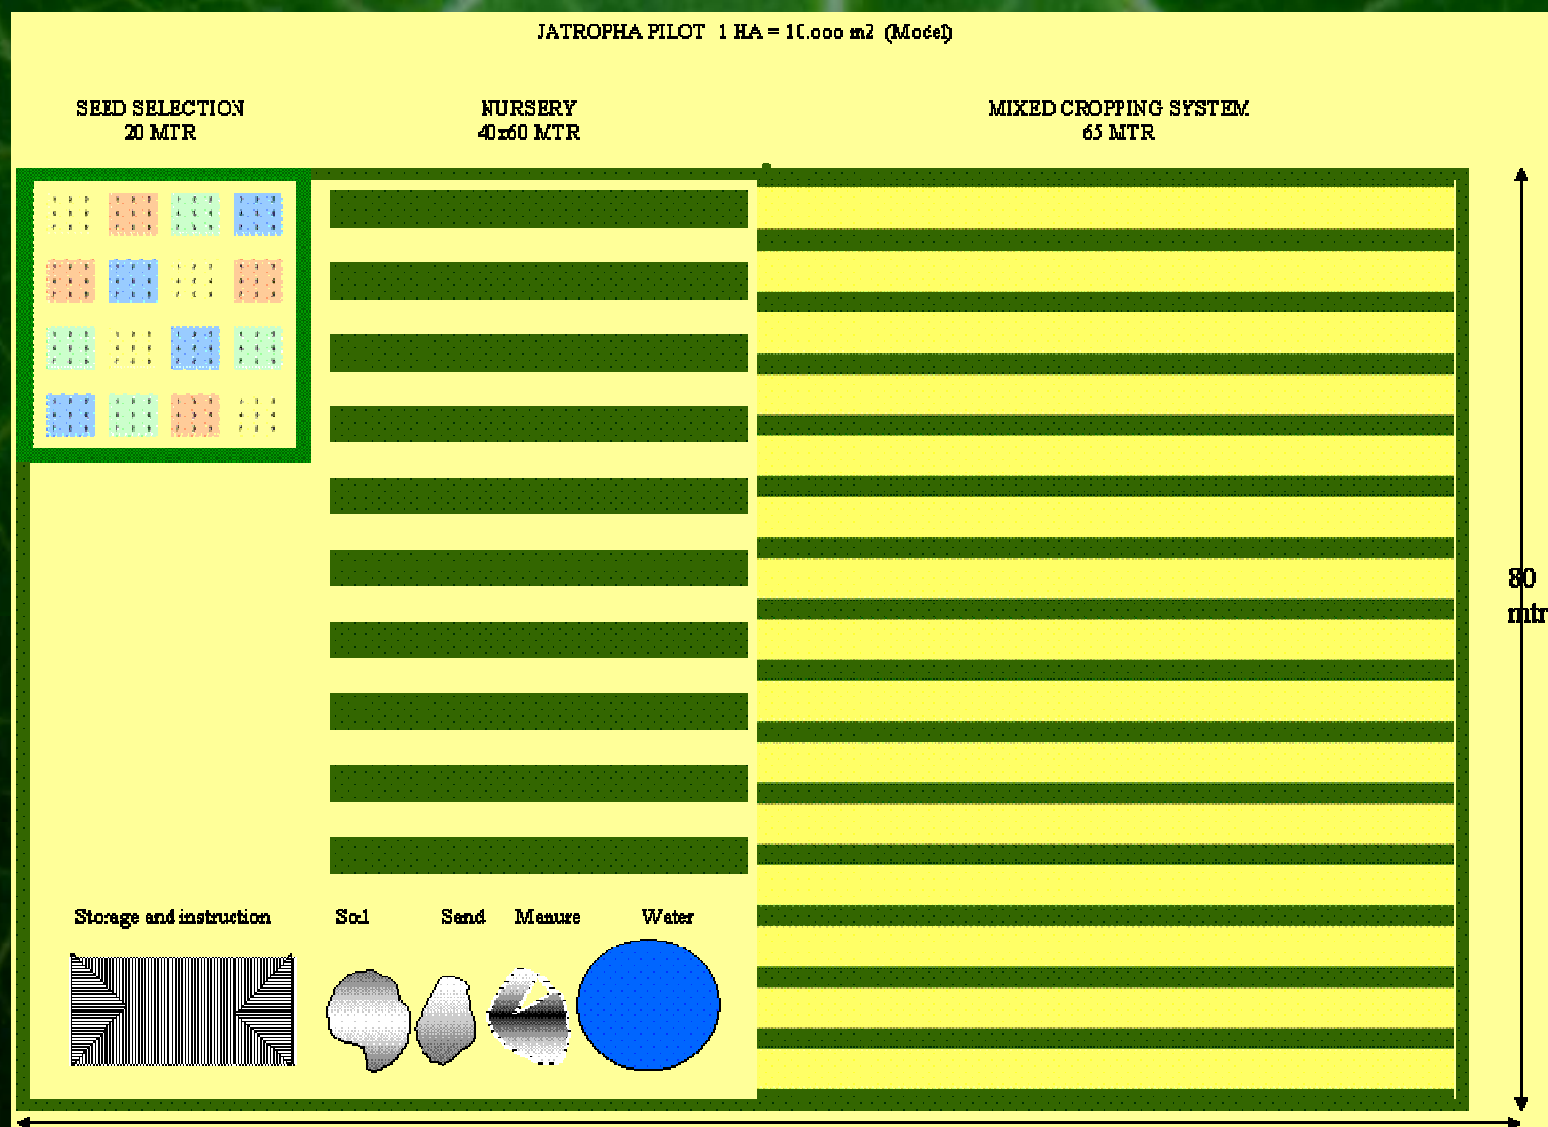 JATROPHA PILOT 1 HA = 10.000 m2 (Model)
SEED SELECTION
20 MTR
NURSERY
40x60 MTR
MIXED CROPPING SYSTEM
65 MTR
80
mtr
Storage and instruction
Soil
Sand
Manure
Water